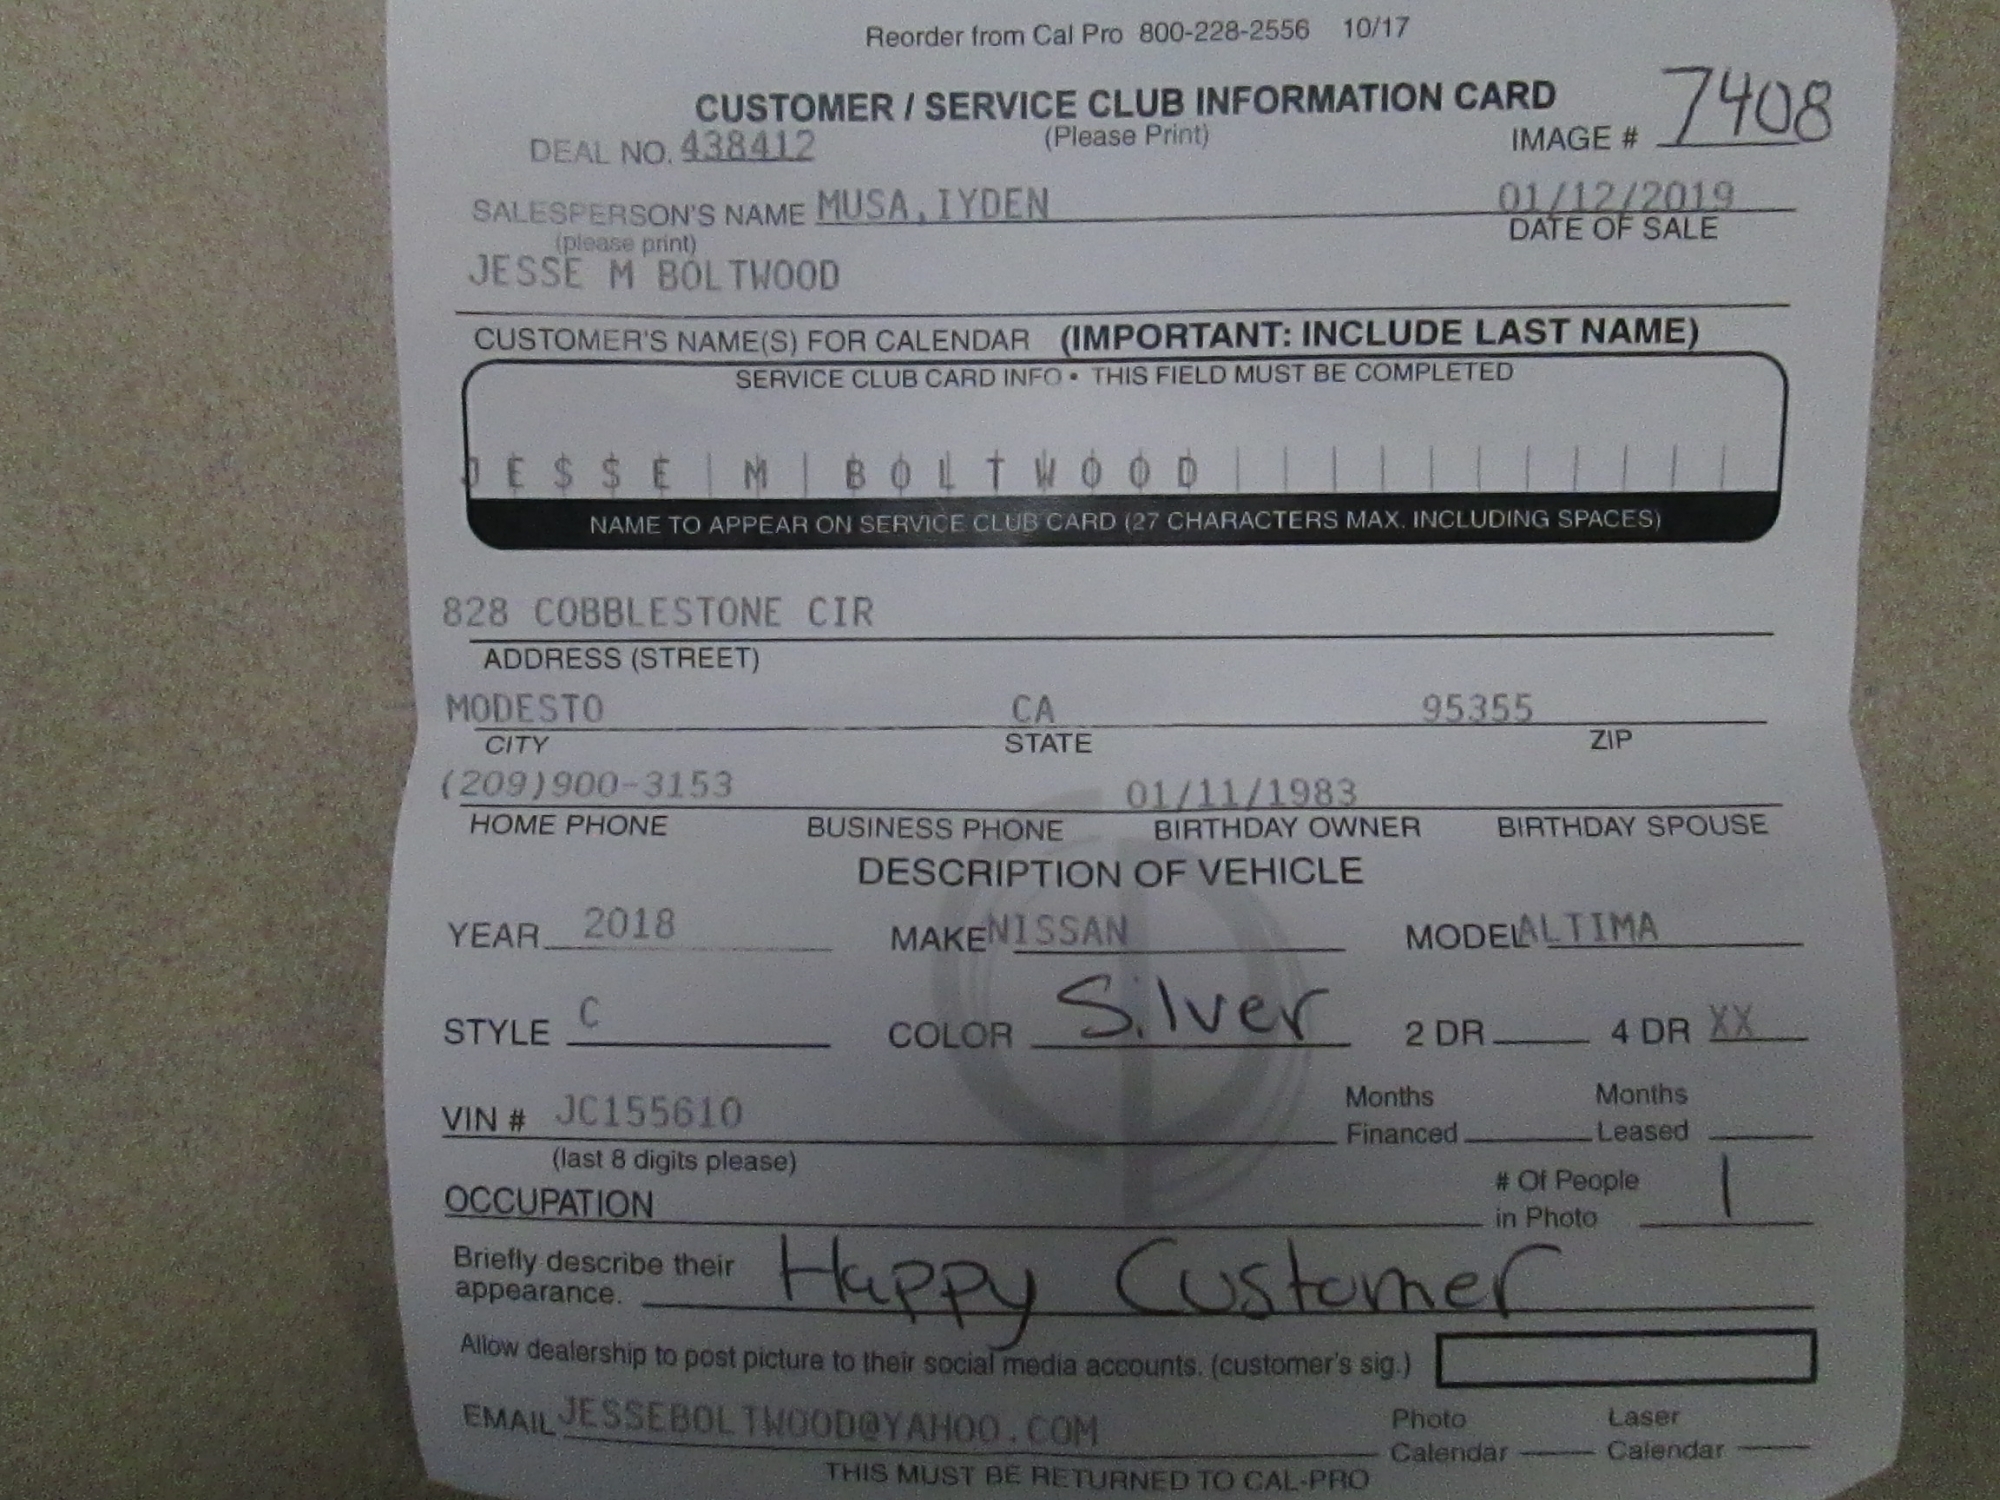 Reorder from Cal Pro 800-228-2556 10/17
CUSTOMER / SERVICE CLUB INFORMATION CARD
DEAL NO. 438412 (Please Print) IMAGE # 7408
SALESPERSON'S NAME MUSA,IYDEN 01/12/2019
(please print) DATE OF SALE
JESSE M BOLTWOOD
CUSTOMER'S NAME(S) FOR CALENDAR (IMPORTANT: INCLUDE LAST NAME)
SERVICE CLUB CARD INFO • THIS FIELD MUST BE COMPLETED
JESSE M BOLTWOOD
NAME TO APPEAR ON SERVICE CLUB CARD (27 CHARACTERS MAX. INCLUDING SPACES)
828 COBBLESTONE CIR
ADDRESS (STREET)
MODESTO CA 95355
CITY STATE ZIP
(209)900-3153 01/11/1983
HOME PHONE BUSINESS PHONE BIRTHDAY OWNER BIRTHDAY SPOUSE
DESCRIPTION OF VEHICLE
YEAR 2018 MAKE NISSAN MODEL ALTIMA
STYLE C COLOR Silver 2 DR 4 DR XX
VIN # JC155610 Months Financed Months Leased
(last 8 digits please)
OCCUPATION # Of People in Photo 1
Briefly describe their appearance. Happy Customer
Allow dealership to post picture to their social media accounts. (customer's sig.)
EMAIL JESSEBOLTWOOD@YAHOO.COM Photo Calendar Laser Calendar
THIS MUST BE RETURNED TO CAL-PRO